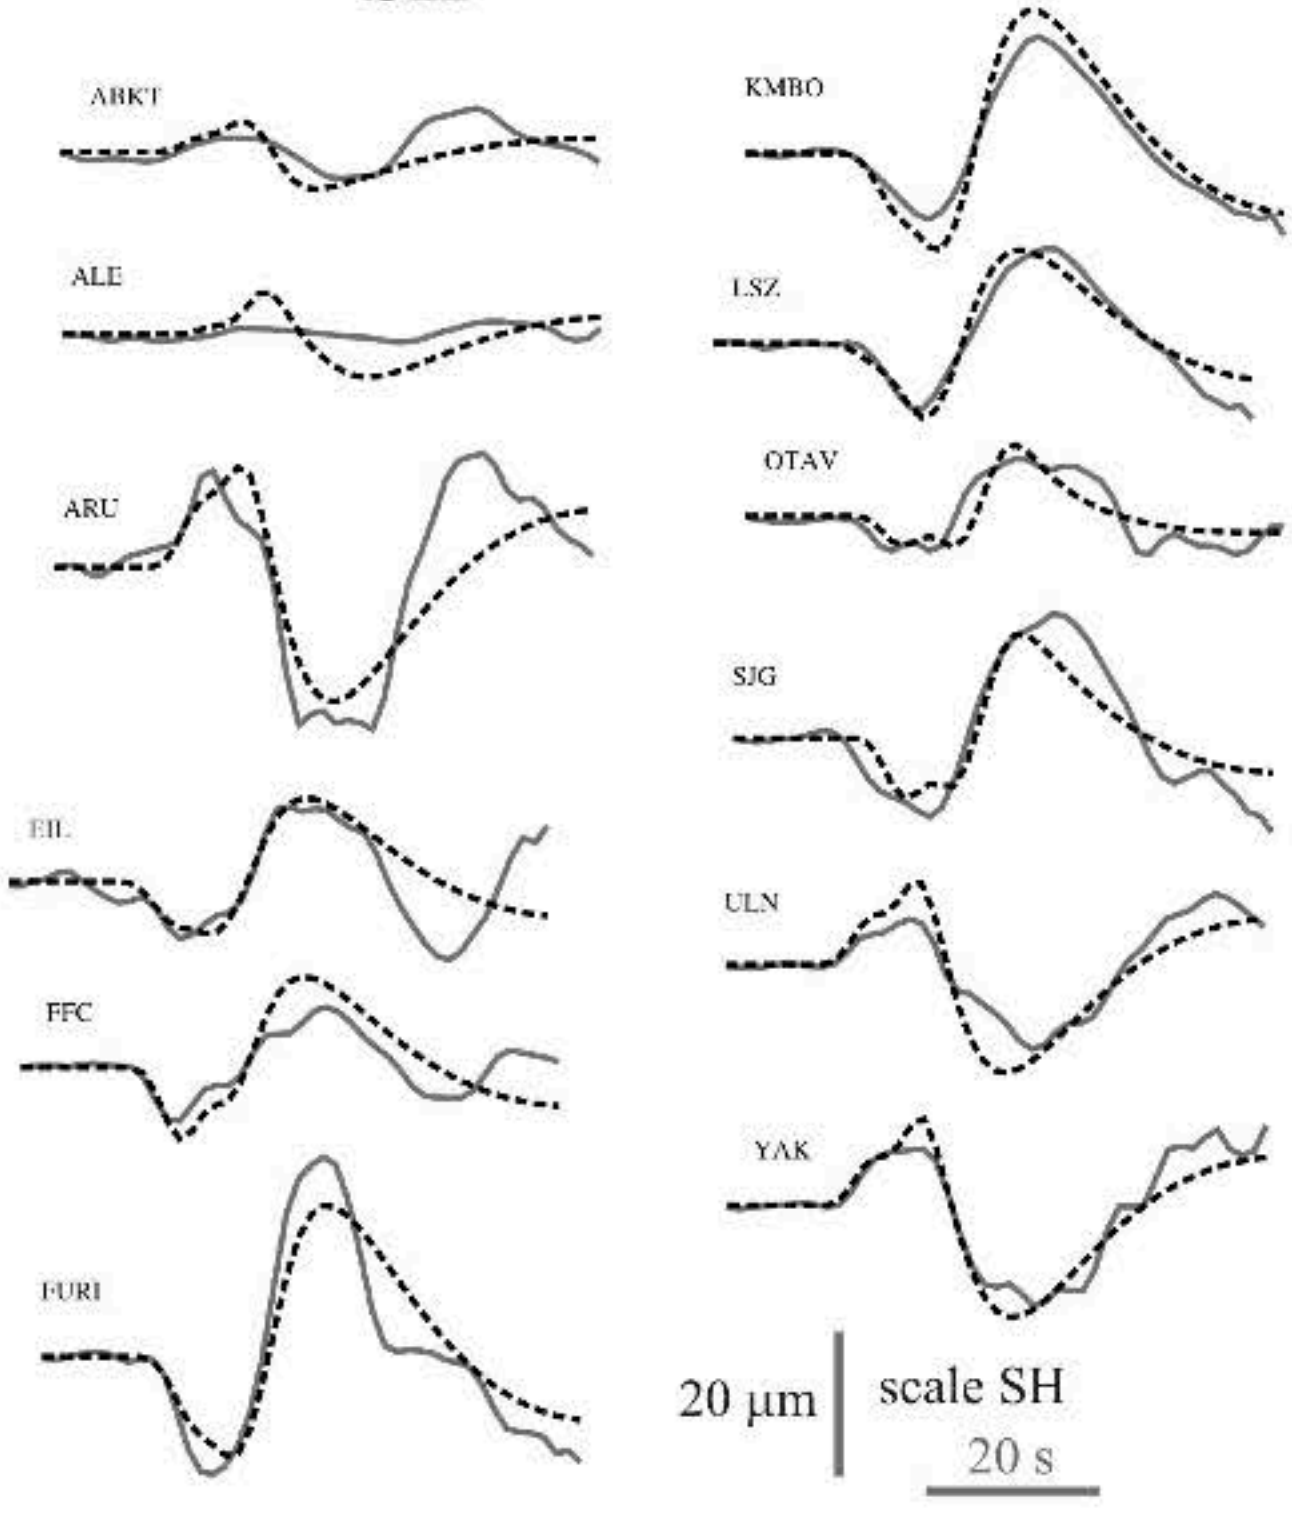 ABKT
ALE
ARU
EIL
FFC
FURI
KMBO
LSZ
OTAV
SJG
ULN
YAK
20 µm
scale SH
20 s